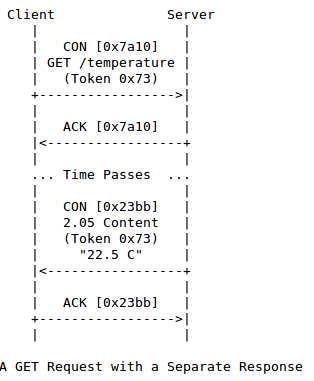 Client Server
CON [0x7a10]
GET /temperature
(Token 0x73)
ACK [0x7a10]
... Time Passes ...
CON [0x23bb]
2.05 Content
(Token 0x73)
"22.5 C"
ACK [0x23bb]
A GET Request with a Separate Response